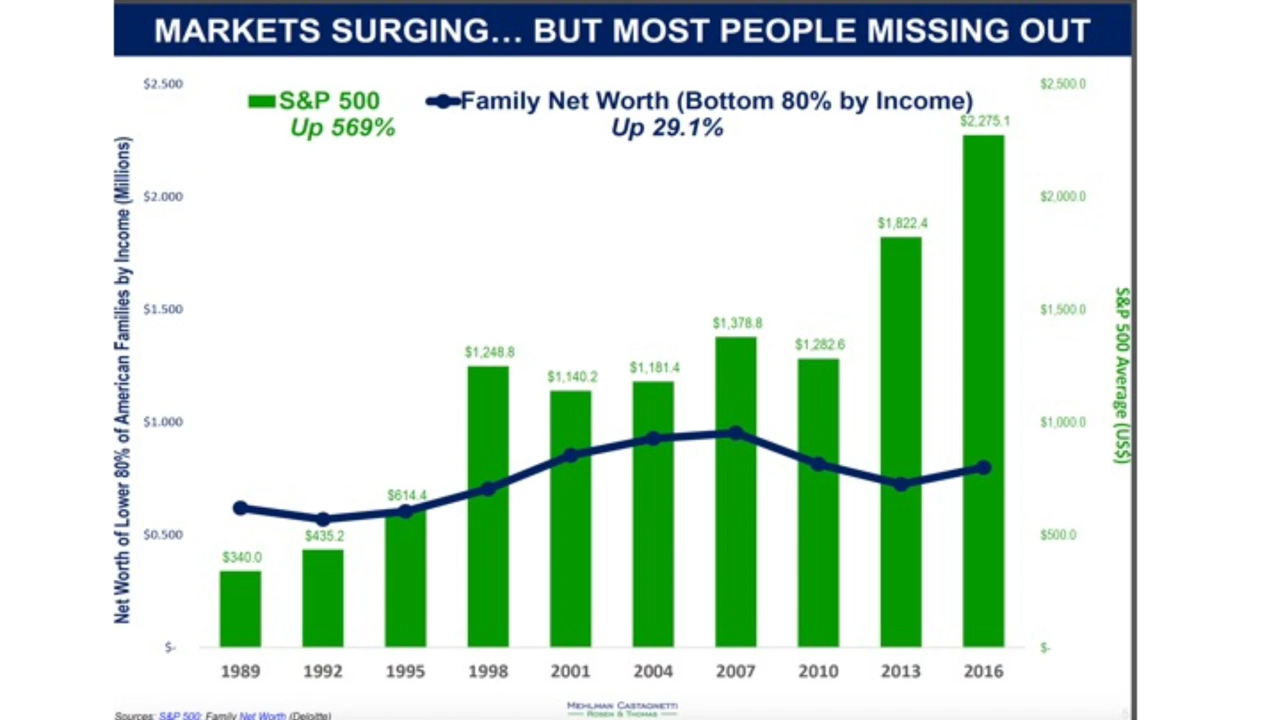 MARKETS SURGING... BUT MOST PEOPLE MISSING OUT
S&P 500
Up 569%
Family Net Worth (Bottom 80% by Income)
Up 29.1%
Net Worth of Lower 80% of American Families by Income (Millions)
$2.500
$2.000
$1.500
$1.000
$0.500
$-
$340.0
$435.2
$614.4
$1,248.8
$1,140.2
$1,181.4
$1,378.8
$1,282.6
$1,822.4
$2,275.1
$2,500.0
$2,000.0
$1,500.0
$1,000.0
$500.0
$-
S&P 500 Average (US$)
1989 1992 1995 1998 2001 2004 2007 2010 2013 2016
Sources: S&P 500; Family Net Worth (Deloitte)
MEHLMAN CASTAGNETTI
ROSEN & THOMAS